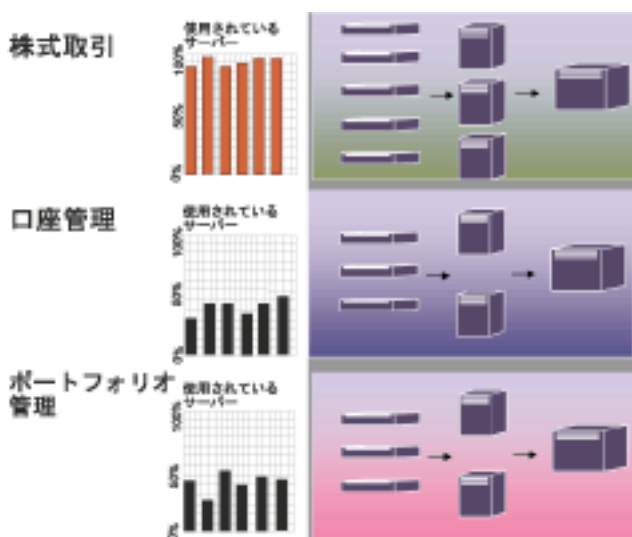 株式取引
使用されている
サーバー
100%
50%
0%
口座管理
使用されている
サーバー
100%
50%
0%
ポートフォリオ
管理
使用されている
サーバー
100%
50%
0%